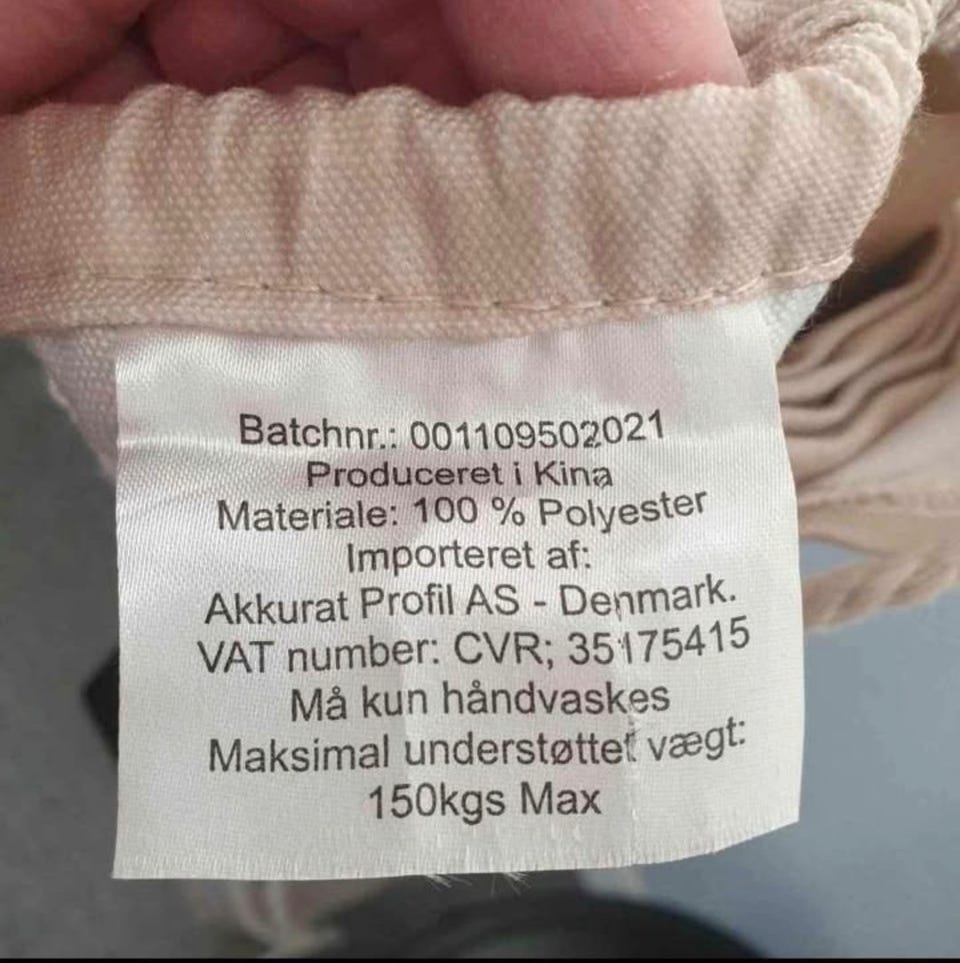 Batchnr.: 001109502021
Produceret i Kina
Materiale: 100 % Polyester
Importeret af:
Akkurat Profil AS - Denmark.
VAT number: CVR; 35175415
Må kun håndvaskes
Maksimal understøttet vægt:
150kgs Max